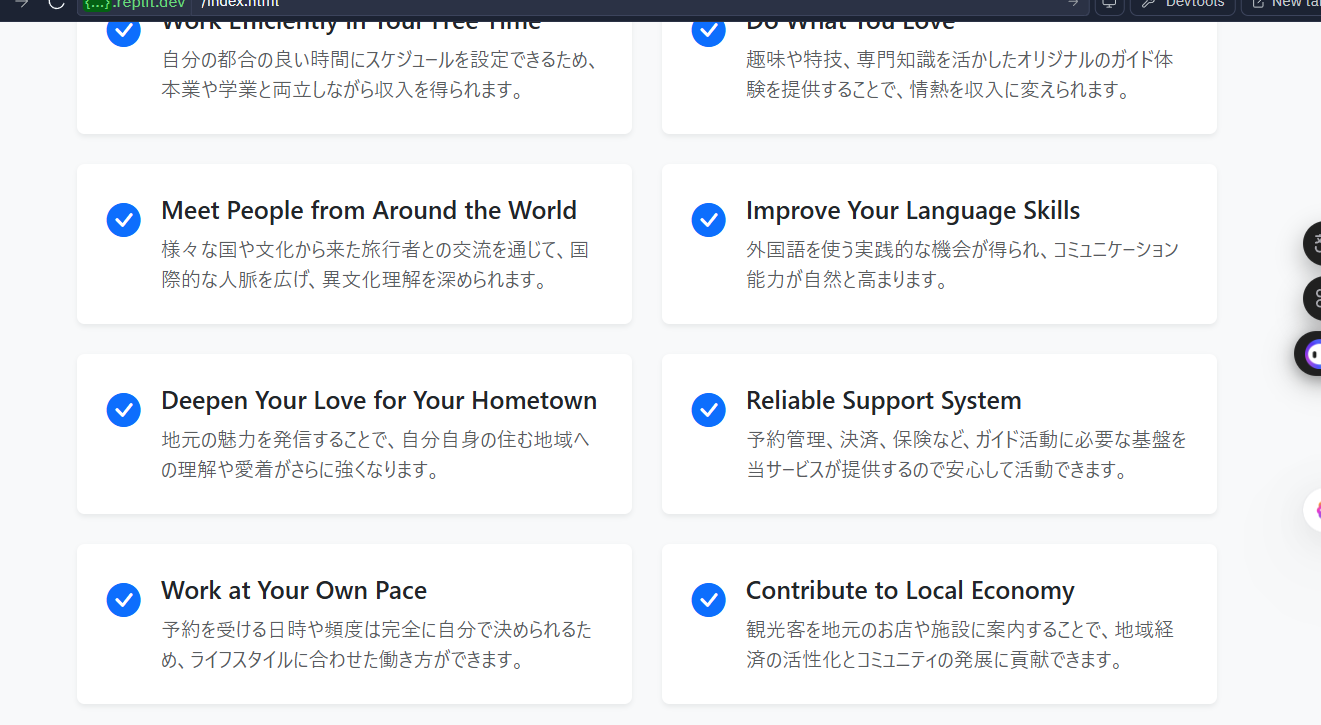 {...}.replit.dev /index.html
Devtools
New ta
Work Efficiently in Your Free Time
自分の都合の良い時間にスケジュールを設定できるため、
本業や学業と両立しながら収入を得られます。
Do What You Love
趣味や特技、専門知識を活かしたオリジナルのガイド体
験を提供することで、情熱を収入に変えられます。
Meet People from Around the World
様々な国や文化から来た旅行者との交流を通じて、国
際的な人脈を広げ、異文化理解を深められます。
Improve Your Language Skills
外国語を使う実践的な機会が得られ、コミュニケーション
能力が自然と高まります。
Deepen Your Love for Your Hometown
地元の魅力を発信することで、自分自身の住む地域へ
の理解や愛着がさらに強くなります。
Reliable Support System
予約管理、決済、保険など、ガイド活動に必要な基盤を
当サービスが提供するので安心して活動できます。
Work at Your Own Pace
予約を受ける日時や頻度は完全に自分で決められるた
め、ライフスタイルに合わせた働き方ができます。
Contribute to Local Economy
観光客を地元のお店や施設に案内することで、地域経
済の活性化とコミュニティの発展に貢献できます。